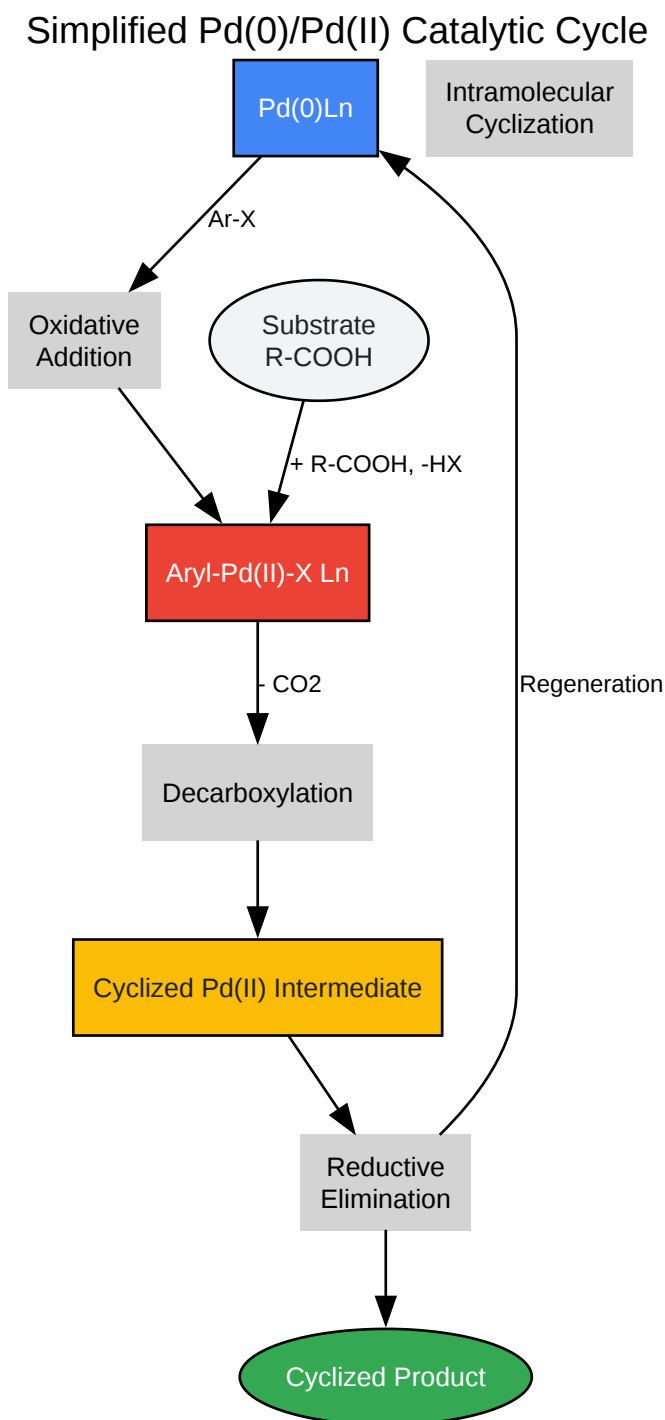 Simplified Pd(0)/Pd(II) Catalytic Cycle
Pd(0)Ln
Intramolecular
Cyclization
Ar-X
Oxidative
Addition
Substrate
R-COOH
+ R-COOH, -HX
Aryl-Pd(II)-X Ln
- CO2
Regeneration
Decarboxylation
Cyclized Pd(II) Intermediate
Reductive
Elimination
Cyclized Product